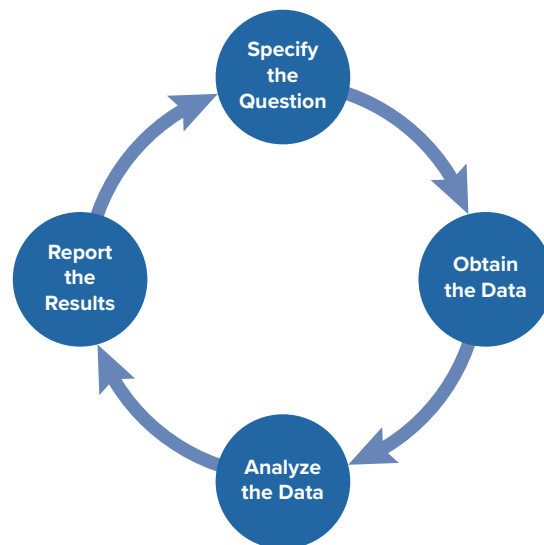 Specify
the
Question
Obtain
the Data
Analyze
the Data
Report
the
Results